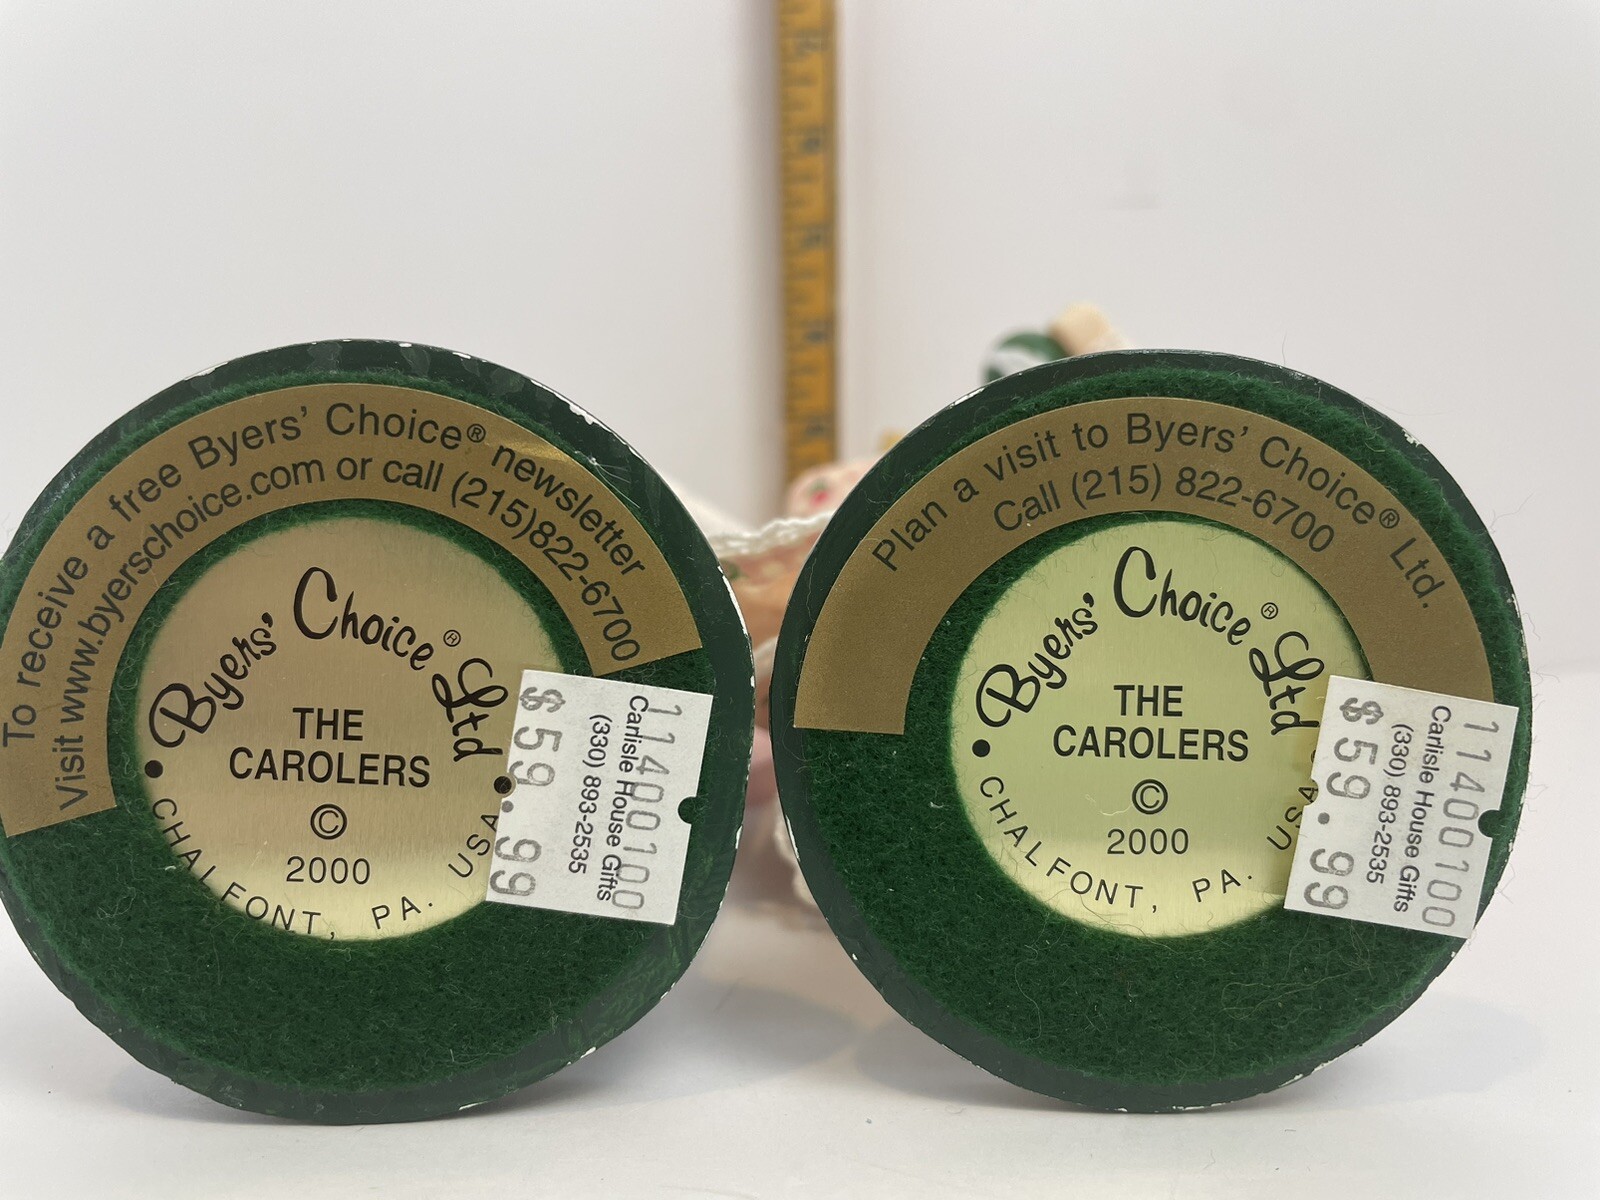 To receive a free Byers' Choice® newsletter
Visit www.byerschoice.com or call (215)822-6700
Byers' Choice® Ltd
THE
CAROLERS
©
2000
• CHALFONT, PA. USA •
11400100
Carlisle House Gifts
(330) 893-2535
$59.99
Plan a visit to Byers' Choice® Ltd.
Call (215) 822-6700
Byers' Choice® Ltd
THE
CAROLERS
©
2000
• CHALFONT, PA. USA
11400100
Carlisle House Gifts
(330) 893-2535
$59.99